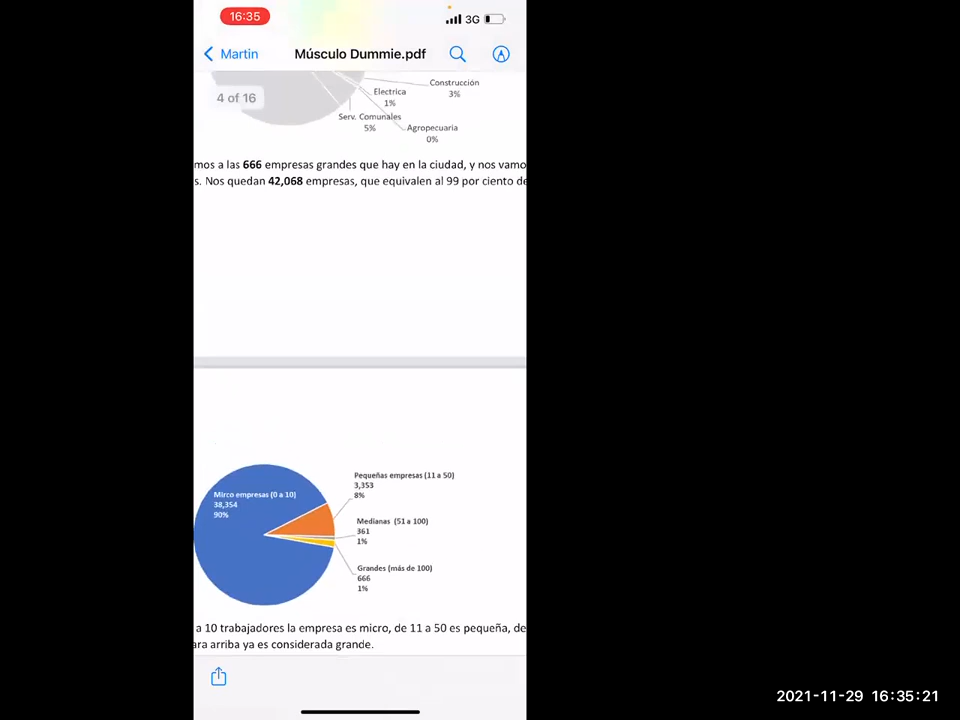 16:35
3G
Martin
Músculo Dummie.pdf
Construcción
3%
Electrica
1%
4 of 16
Serv. Comunales
5%
Agropecuaria
0%
mos a las 666 empresas grandes que hay en la ciudad, y nos vamo
s. Nos quedan 42,068 empresas, que equivalen al 99 por ciento de
Mirco empresas (0 a 10)
38,354
90%
Pequeñas empresas (11 a 50)
3,353
8%
Medianas (51 a 100)
361
1%
Grandes (más de 100)
666
1%
a 10 trabajadores la empresa es micro, de 11 a 50 es pequeña, de
ara arriba ya es considerada grande.
2021-11-29 16:35:21